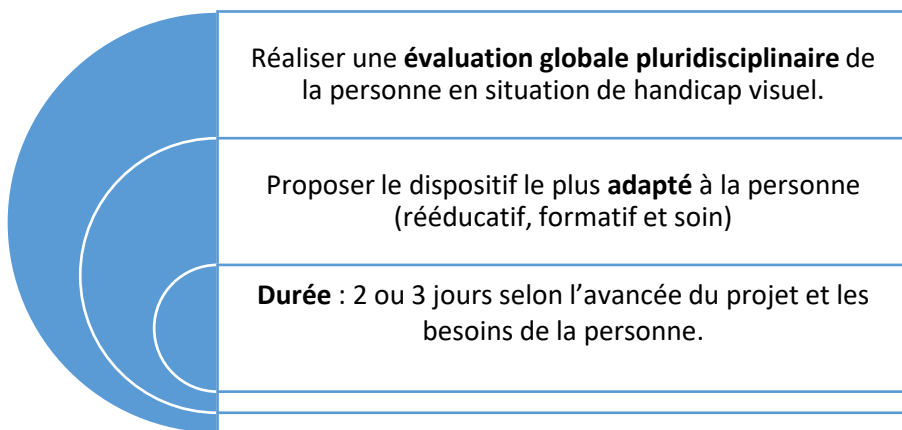 Réaliser une évaluation globale pluridisciplinaire de
la personne en situation de handicap visuel.
Proposer le dispositif le plus adapté à la personne
(rééducatif, formatif et soin)
Durée : 2 ou 3 jours selon l’avancée du projet et les
besoins de la personne.